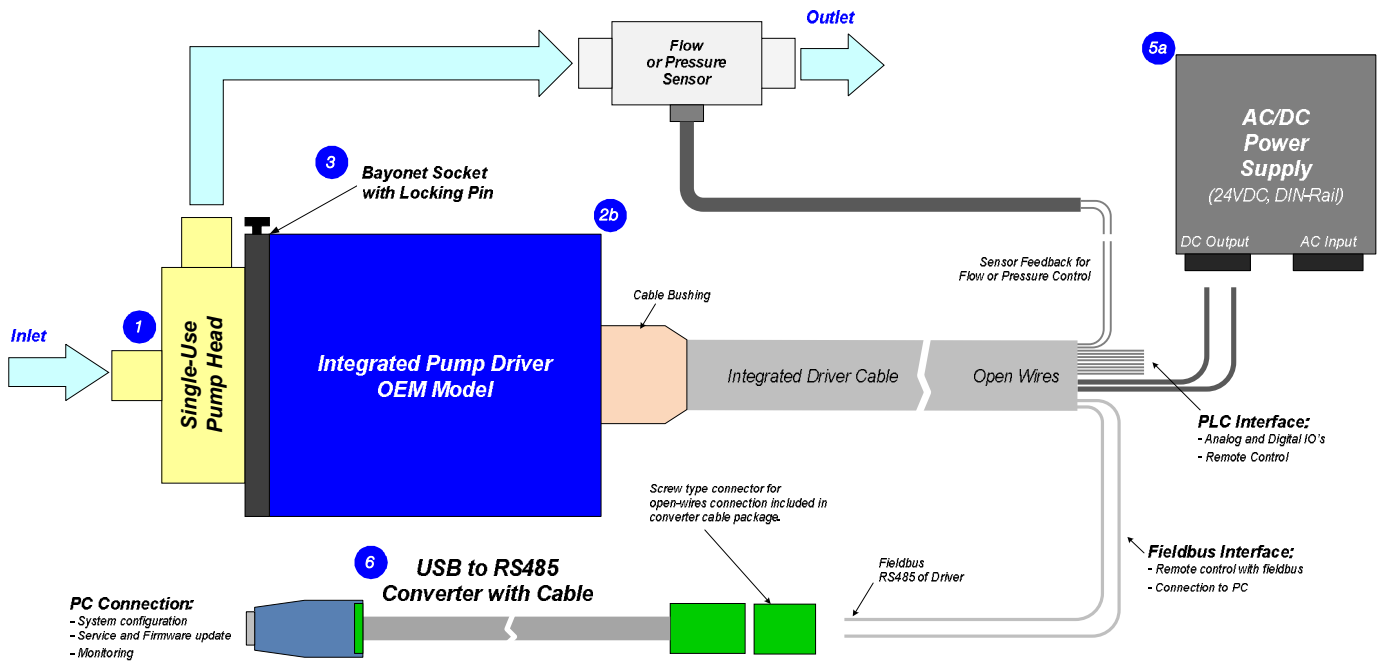 Outlet
5a
Flow
or Pressure
Sensor
AC/DC
Power
Supply
(24VDC, DIN-Rail)
DC Output
AC Input
3
Bayonet Socket
with Locking Pin
2b
Sensor Feedback for
Flow or Pressure Control
Cable Bushing
Inlet
1
Single-Use
Pump Head
Integrated Pump Driver
OEM Model
Integrated Driver Cable
Open Wires
PLC Interface:
- Analog and Digital IO's
- Remote Control
Screw type connector for
open-wires connection included in
converter cable package.
Fieldbus Interface:
- Remote control with fieldbus
- Connection to PC
6
USB to RS485
Converter with Cable
Fieldbus
RS485 of Driver
PC Connection:
- System configuration
- Service and Firmware update
- Monitoring